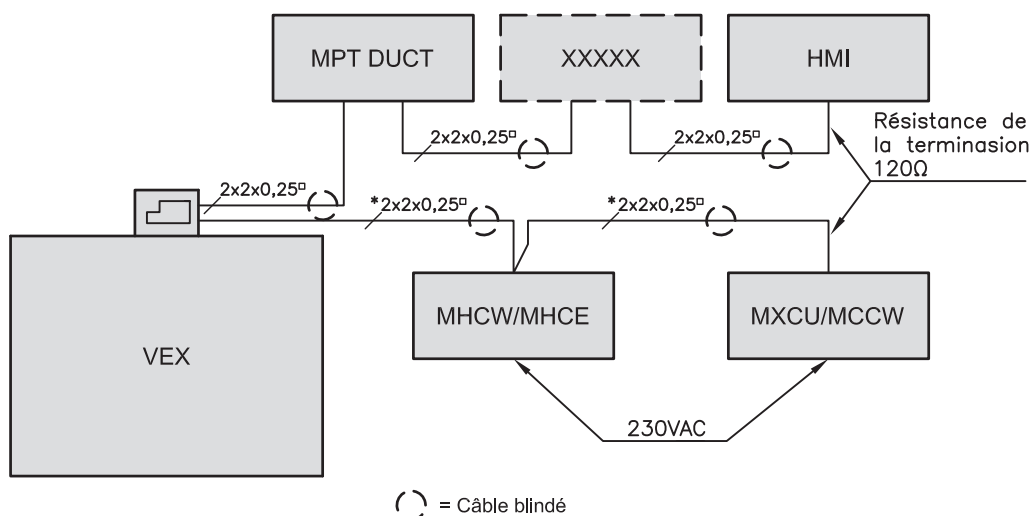 MPT DUCT
XXXXX
HMI
2x2x0,25¤
2x2x0,25¤
Résistance de
la terminasion
120Ω
2x2x0,25¤
*2x2x0,25¤
*2x2x0,25¤
MHCW/MHCE
MXCU/MCCW
VEX
230VAC
= Câble blindé